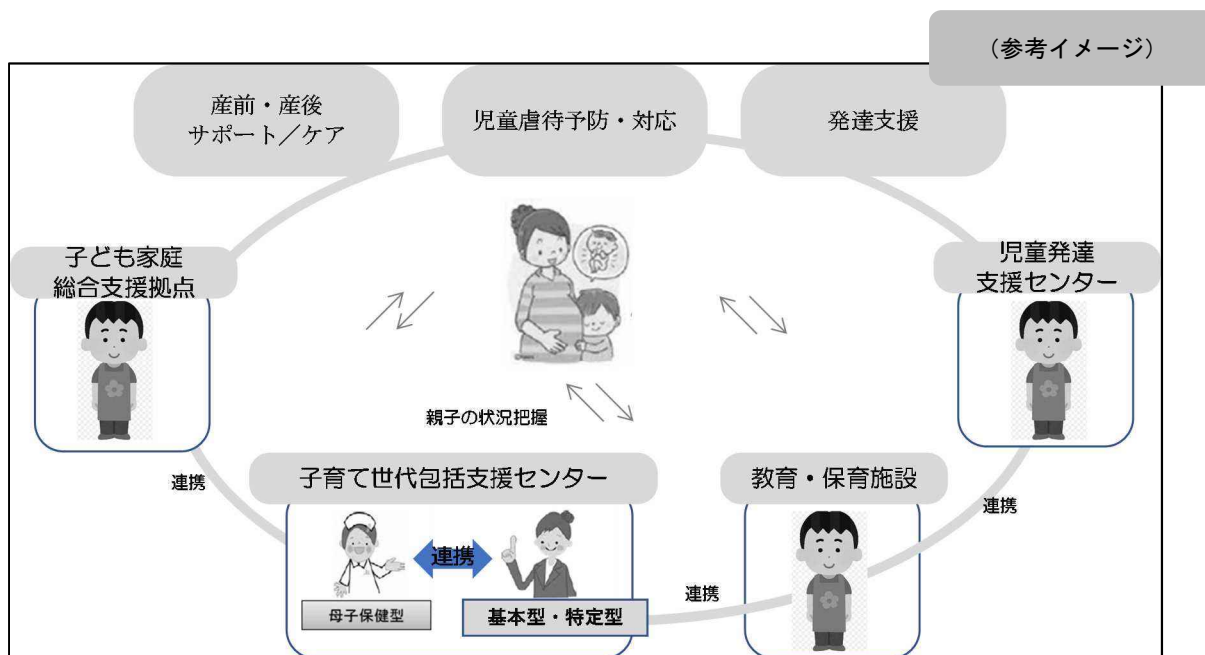 （参考イメージ）
産前・産後
サポート／ケア
児童虐待予防・対応
発達支援
子ども家庭
総合支援拠点
児童発達
支援センター
親子の状況把握
連携
子育て世代包括支援センター
教育・保育施設
連携
連携
母子保健型
基本型・特定型
連携